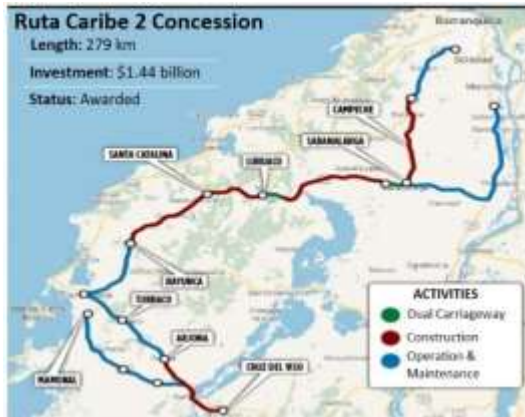 Ruta Caribe 2 Concession
Length: 279 km
Investment: $1.44 billion
Status: Awarded
Barranquilla
Soledad
CAMPECHE
SABANALARGA
SANTA CATALINA
LURUACO
BAYUNCA
TURBACO
ARJONA
MAMONAL
CRUZ DEL VISO
ACTIVITIES
Dual Carriageway
Construction
Operation &
Maintenance